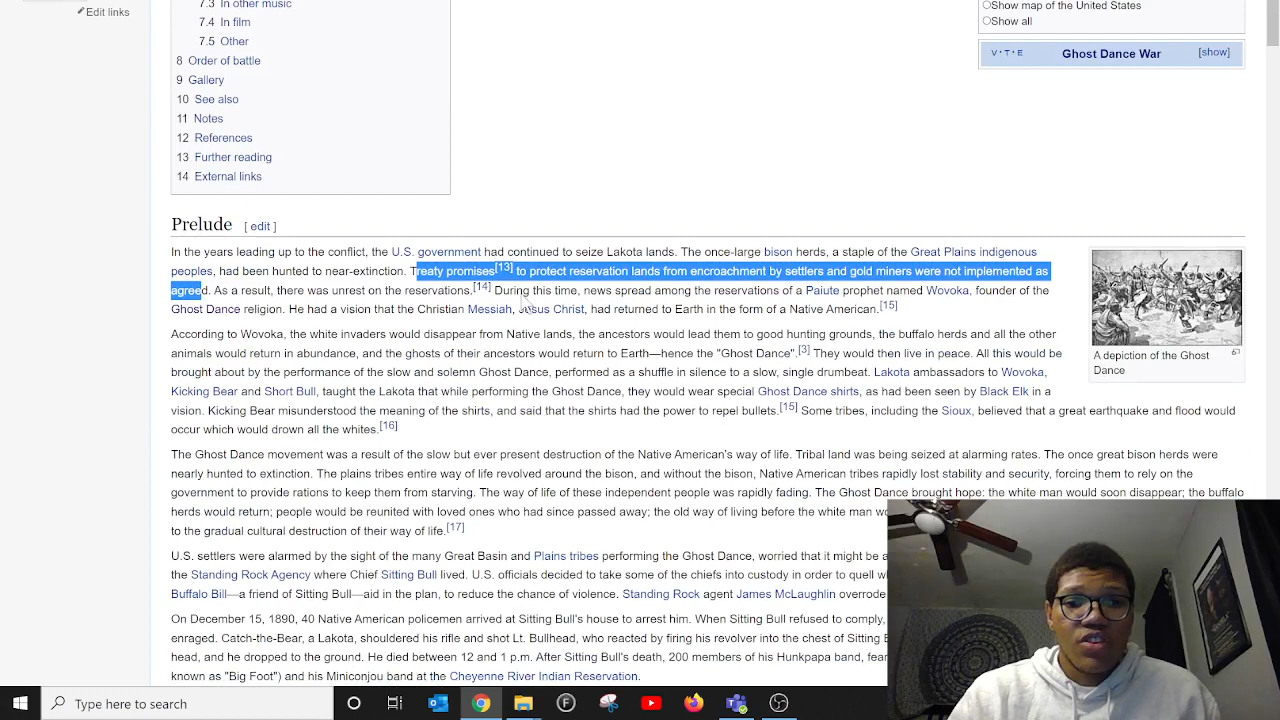 Edit links
7.3 In other music
7.4 In film
7.5 Other
8 Order of battle
9 Gallery
10 See also
11 Notes
12 References
13 Further reading
14 External links
Show map of the United States
Show all
V·T·E Ghost Dance War [show]
Prelude [ edit ]
In the years leading up to the conflict, the U.S. government had continued to seize Lakota lands. The once-large bison herds, a staple of the Great Plains indigenous
peoples, had been hunted to near-extinction. Treaty promises[13] to protect reservation lands from encroachment by settlers and gold miners were not implemented as
agreed. As a result, there was unrest on the reservations.[14] During this time, news spread among the reservations of a Paiute prophet named Wovoka, founder of the
Ghost Dance religion. He had a vision that the Christian Messiah, Jesus Christ, had returned to Earth in the form of a Native American.[15]
According to Wovoka, the white invaders would disappear from Native lands, the ancestors would lead them to good hunting grounds, the buffalo herds and all the other
animals would return in abundance, and the ghosts of their ancestors would return to Earth—hence the "Ghost Dance".[3] They would then live in peace. All this would be
brought about by the performance of the slow and solemn Ghost Dance, performed as a shuffle in silence to a slow, single drumbeat. Lakota ambassadors to Wovoka,
Kicking Bear and Short Bull, taught the Lakota that while performing the Ghost Dance, they would wear special Ghost Dance shirts, as had been seen by Black Elk in a
vision. Kicking Bear misunderstood the meaning of the shirts, and said that the shirts had the power to repel bullets.[15] Some tribes, including the Sioux, believed that a great earthquake and flood would
occur which would drown all the whites.[16]
A depiction of the Ghost
Dance
The Ghost Dance movement was a result of the slow but ever present destruction of the Native American's way of life. Tribal land was being seized at alarming rates. The once great bison herds were
nearly hunted to extinction. The plains tribes entire way of life revolved around the bison, and without the bison, Native American tribes rapidly lost stability and security, forcing them to rely on the
government to provide rations to keep them from starving. The way of life of these independent people was rapidly fading. The Ghost Dance brought hope: the white man would soon disappear; the buffalo
herds would return; people would be reunited with loved ones who had since passed away; the old way of living before the white man
to the gradual cultural destruction of their way of life.[17]
U.S. settlers were alarmed by the sight of the many Great Basin and Plains tribes performing the Ghost Dance, worried that it might be a
the Standing Rock Agency where Chief Sitting Bull lived. U.S. officials decided to take some of the chiefs into custody in order to quell
Buffalo Bill—a friend of Sitting Bull—aid in the plan, to reduce the chance of violence. Standing Rock agent James McLaughlin overrode
On December 15, 1890, 40 Native American policemen arrived at Sitting Bull's house to arrest him. When Sitting Bull refused to comply,
enraged. Catch-the-Bear, a Lakota, shouldered his rifle and shot Lt. Bullhead, who reacted by firing his revolver into the chest of Sitting
head, and he dropped to the ground. He died between 12 and 1 p.m. After Sitting Bull's death, 200 members of his Hunkpapa band,
known as "Big Foot") and his Miniconjou band at the Cheyenne River Indian Reservation.
Type here to search